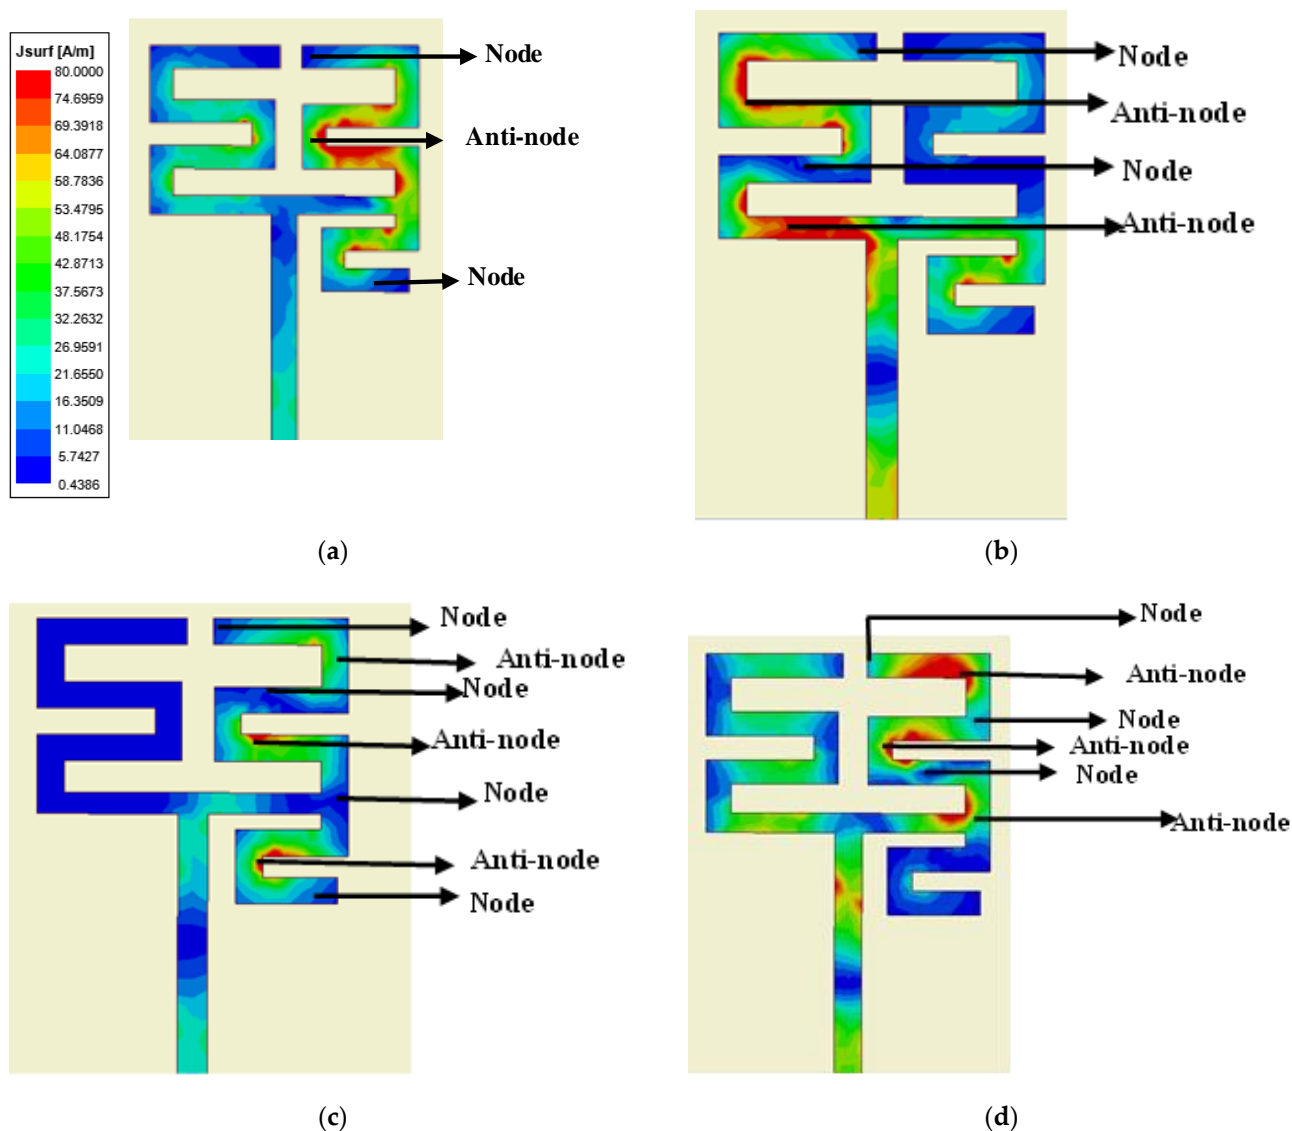 Jsurf [A/m]
80.0000
74.6959
69.3918
64.0877
58.7836
53.4795
48.1754
42.8713
37.5673
32.2632
26.9591
21.6550
16.3509
11.0468
5.7427
0.4386
Node
Anti-node
Node
(a)
Node
Anti-node
Node
Anti-node
(b)
Node
Anti-node
Node
Anti-node
Node
Anti-node
Node
(c)
Node
Anti-node
Node
Anti-node
Node
Anti-node
(d)